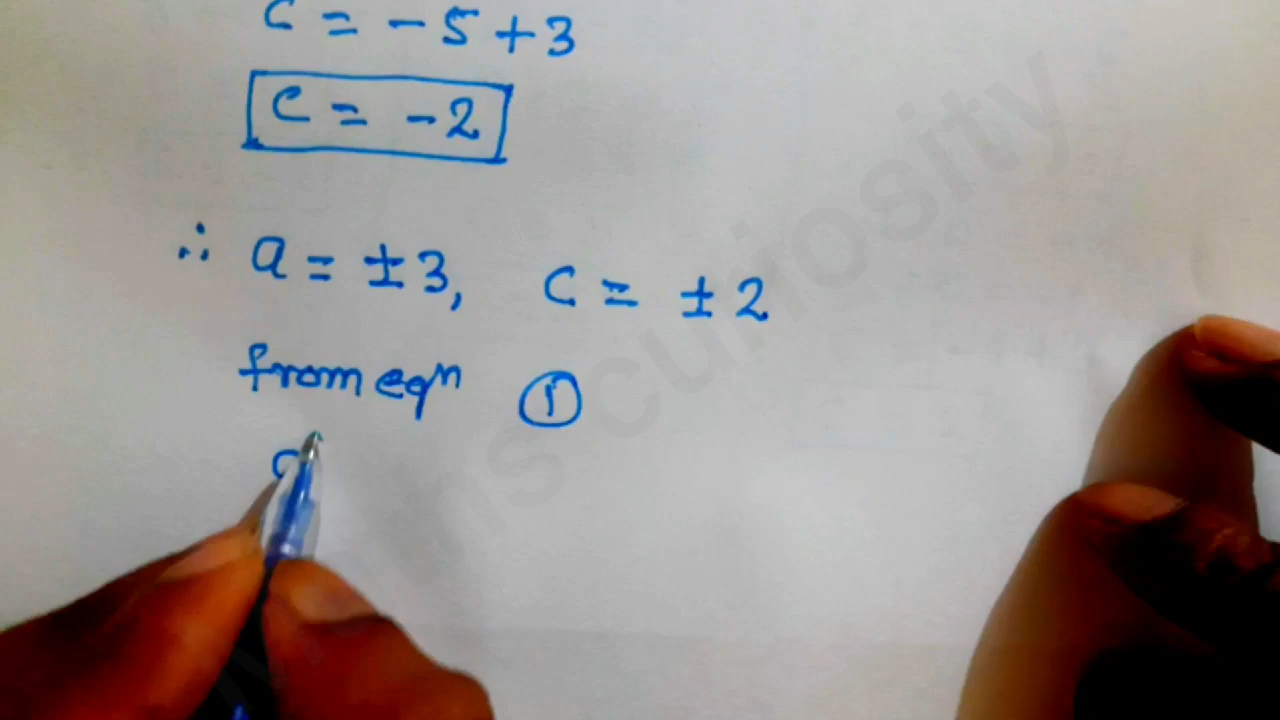 c = -5 + 3
c = -2
∴ a = ±3, c = ±2
from eqn ①